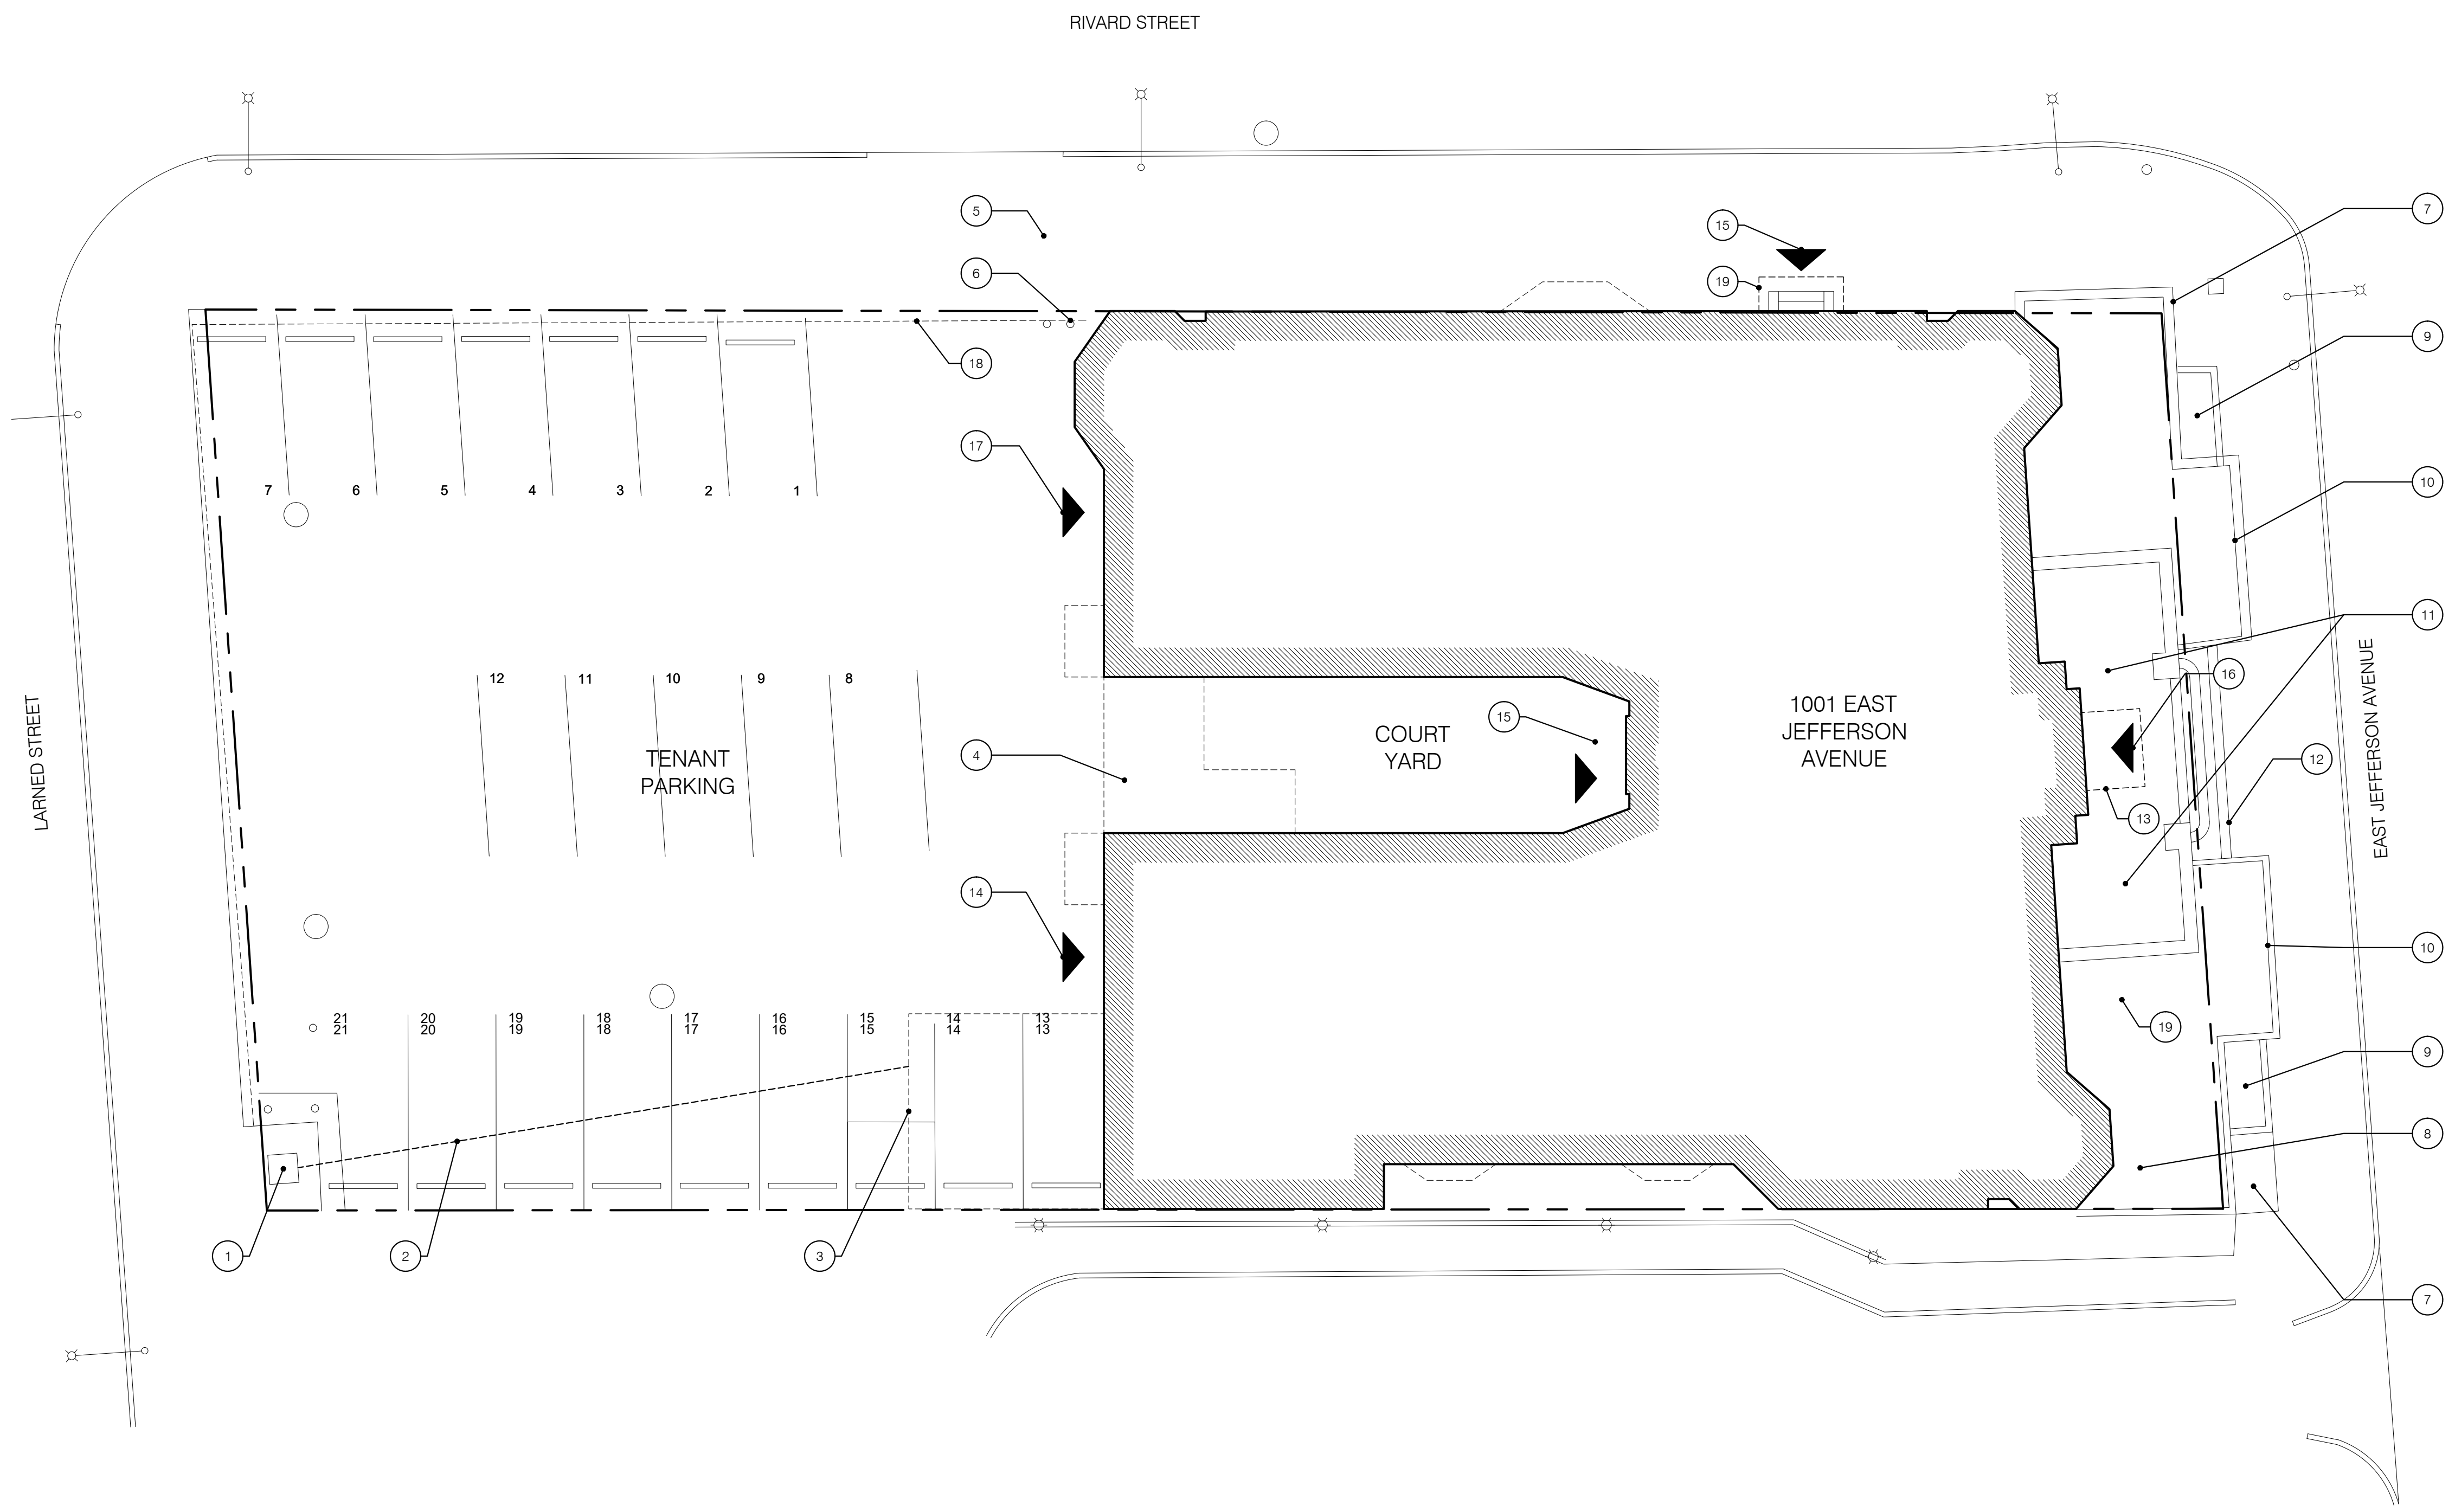 RIVARD STREET
5
15
7
6
19
9
18
17
10
7 6 5 4 3 2 1
11
12 11 10 9 8
16
LARNED STREET
TENANT
PARKING
4
COURT
YARD
15
1001 EAST
JEFFERSON
AVENUE
12
EAST JEFFERSON AVENUE
13
14
10
21 20 19 18 17 16 15 14 13
21 20 19 18 17 16 15 14 13
19
9
8
1
2
3
7